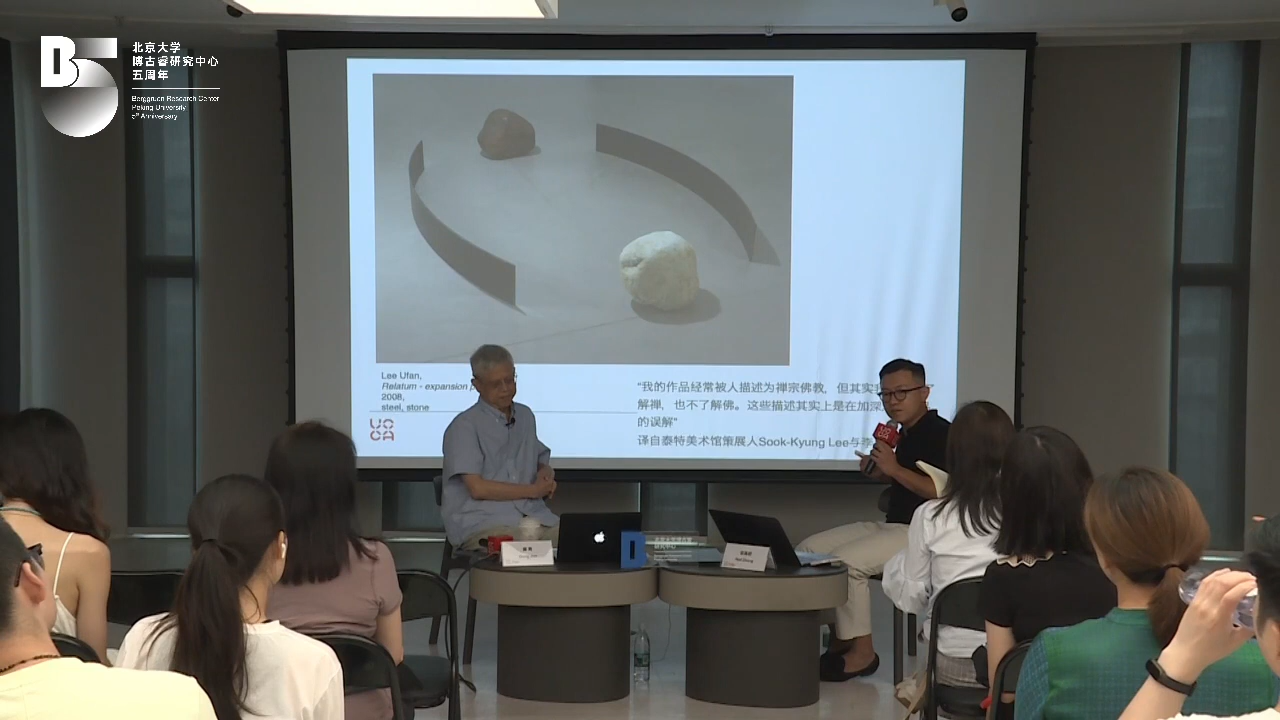 北京大学
博古睿研究中心
五周年
Berggruen Research Center
Peking University
5th Anniversary
Lee Ufan,
Relatum - expansion
2008,
steel, stone
UCCA
"我的作品经常被人描述为禅宗佛教, 但其实
解禅, 也不了解佛。这些描述其实上是在加深
的误解"
译自泰特美术馆策展人Sook-Kyung Lee与